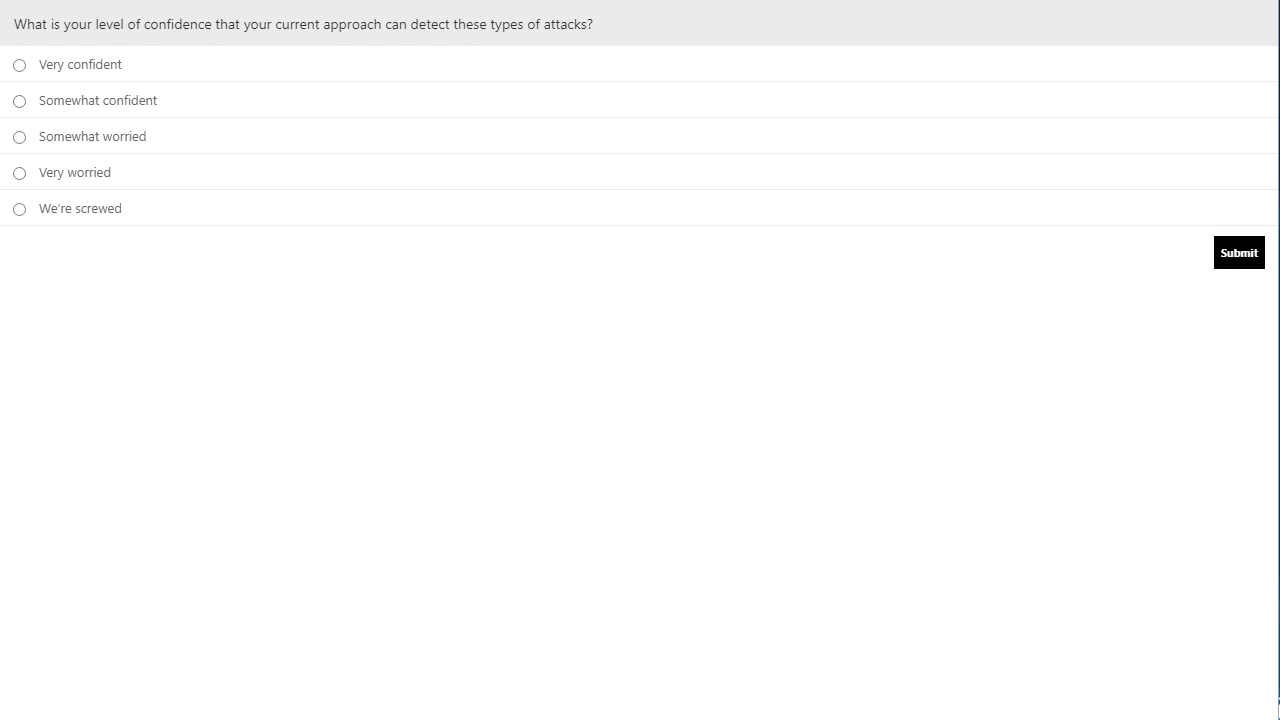 What is your level of confidence that your current approach can detect these types of attacks?
Very confident
Somewhat confident
Somewhat worried
Very worried
We're screwed
Submit